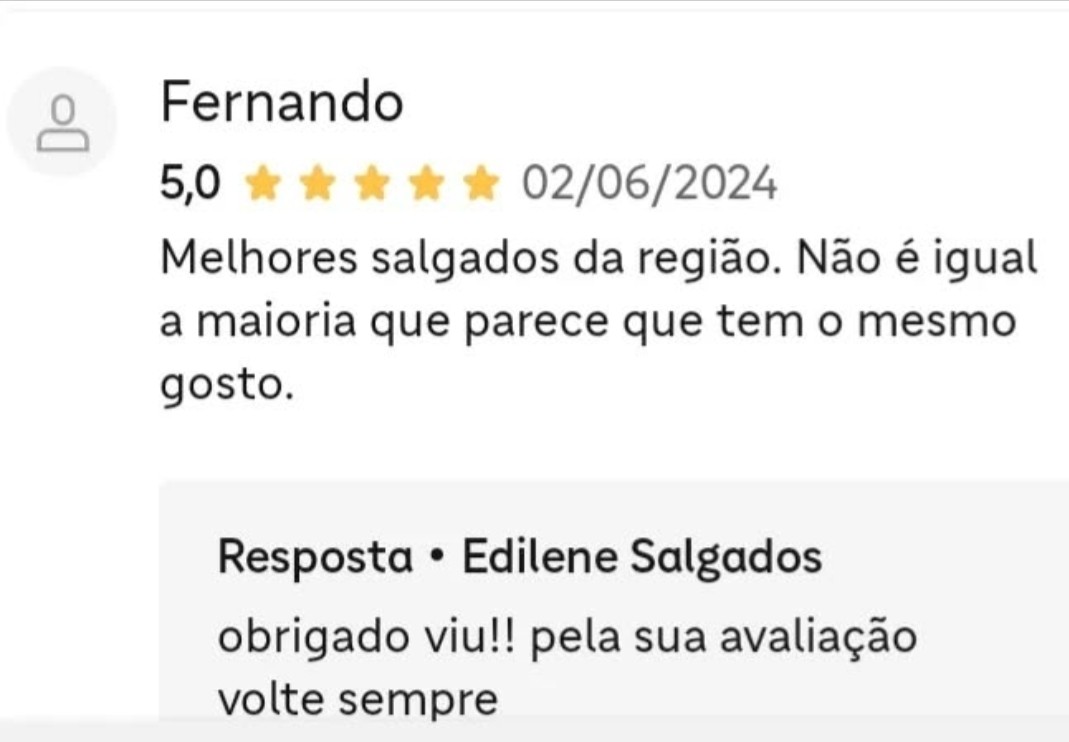 Fernando
5,0 ★★★★★ 02/06/2024
Melhores salgados da região. Não é igual
a maioria que parece que tem o mesmo
gosto.
Resposta • Edilene Salgados
obrigado viu!! pela sua avaliação
volte sempre